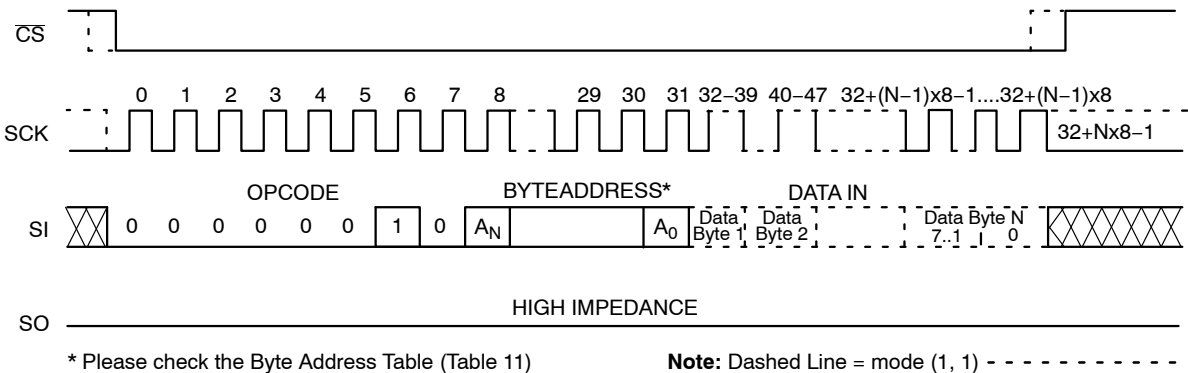 CS
0 1 2 3 4 5 6 7 8 29 30 31 32–39 40–47 32+(N–1)x8–1....32+(N–1)x8
SCK
32+Nx8–1
OPCODE BYTEADDRESS* DATA IN
SI 0 0 0 0 0 0 1 0 AN A0 Data Byte 1 Data Byte 2 Data Byte N 7..1 0
HIGH IMPEDANCE
SO
* Please check the Byte Address Table (Table 11) Note: Dashed Line = mode (1, 1)